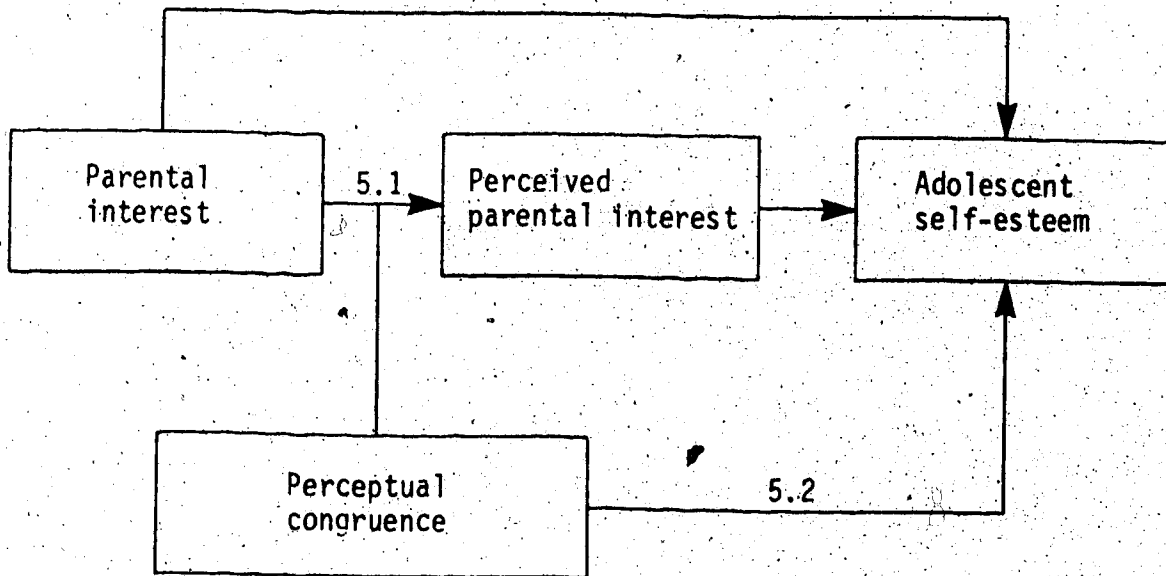 Parental
interest
5.1
Perceived
parental interest
Adolescent
self-esteem
Perceptual
congruence
5.2